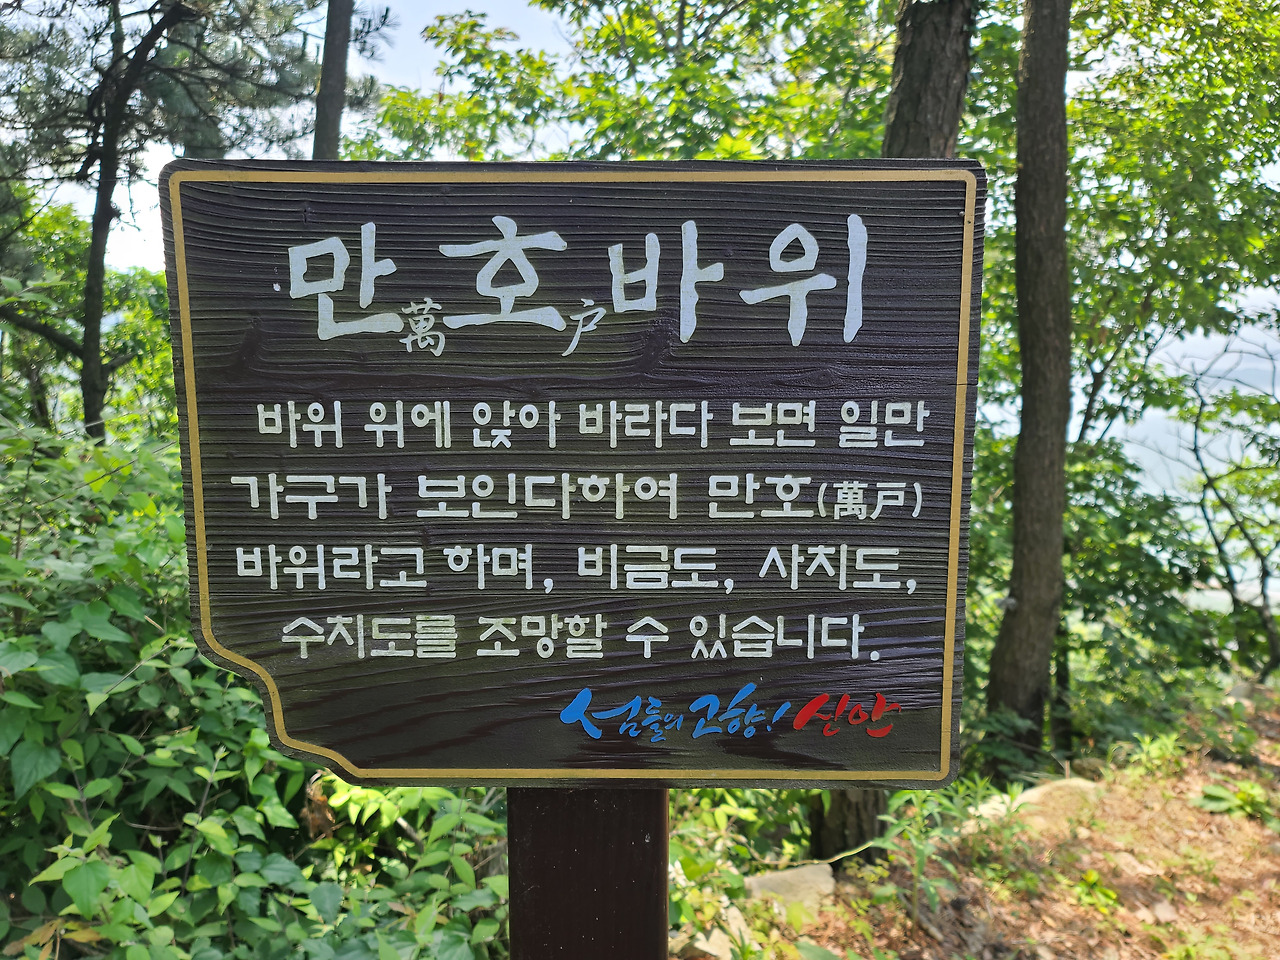 만萬호戶바위
바위 위에 앉아 바라다 보면 일만
가구가 보인다하여 만호(萬戶)
바위라고 하며, 비금도, 사치도,
수치도를 조망할 수 있습니다.
섬들의 고향! 신안